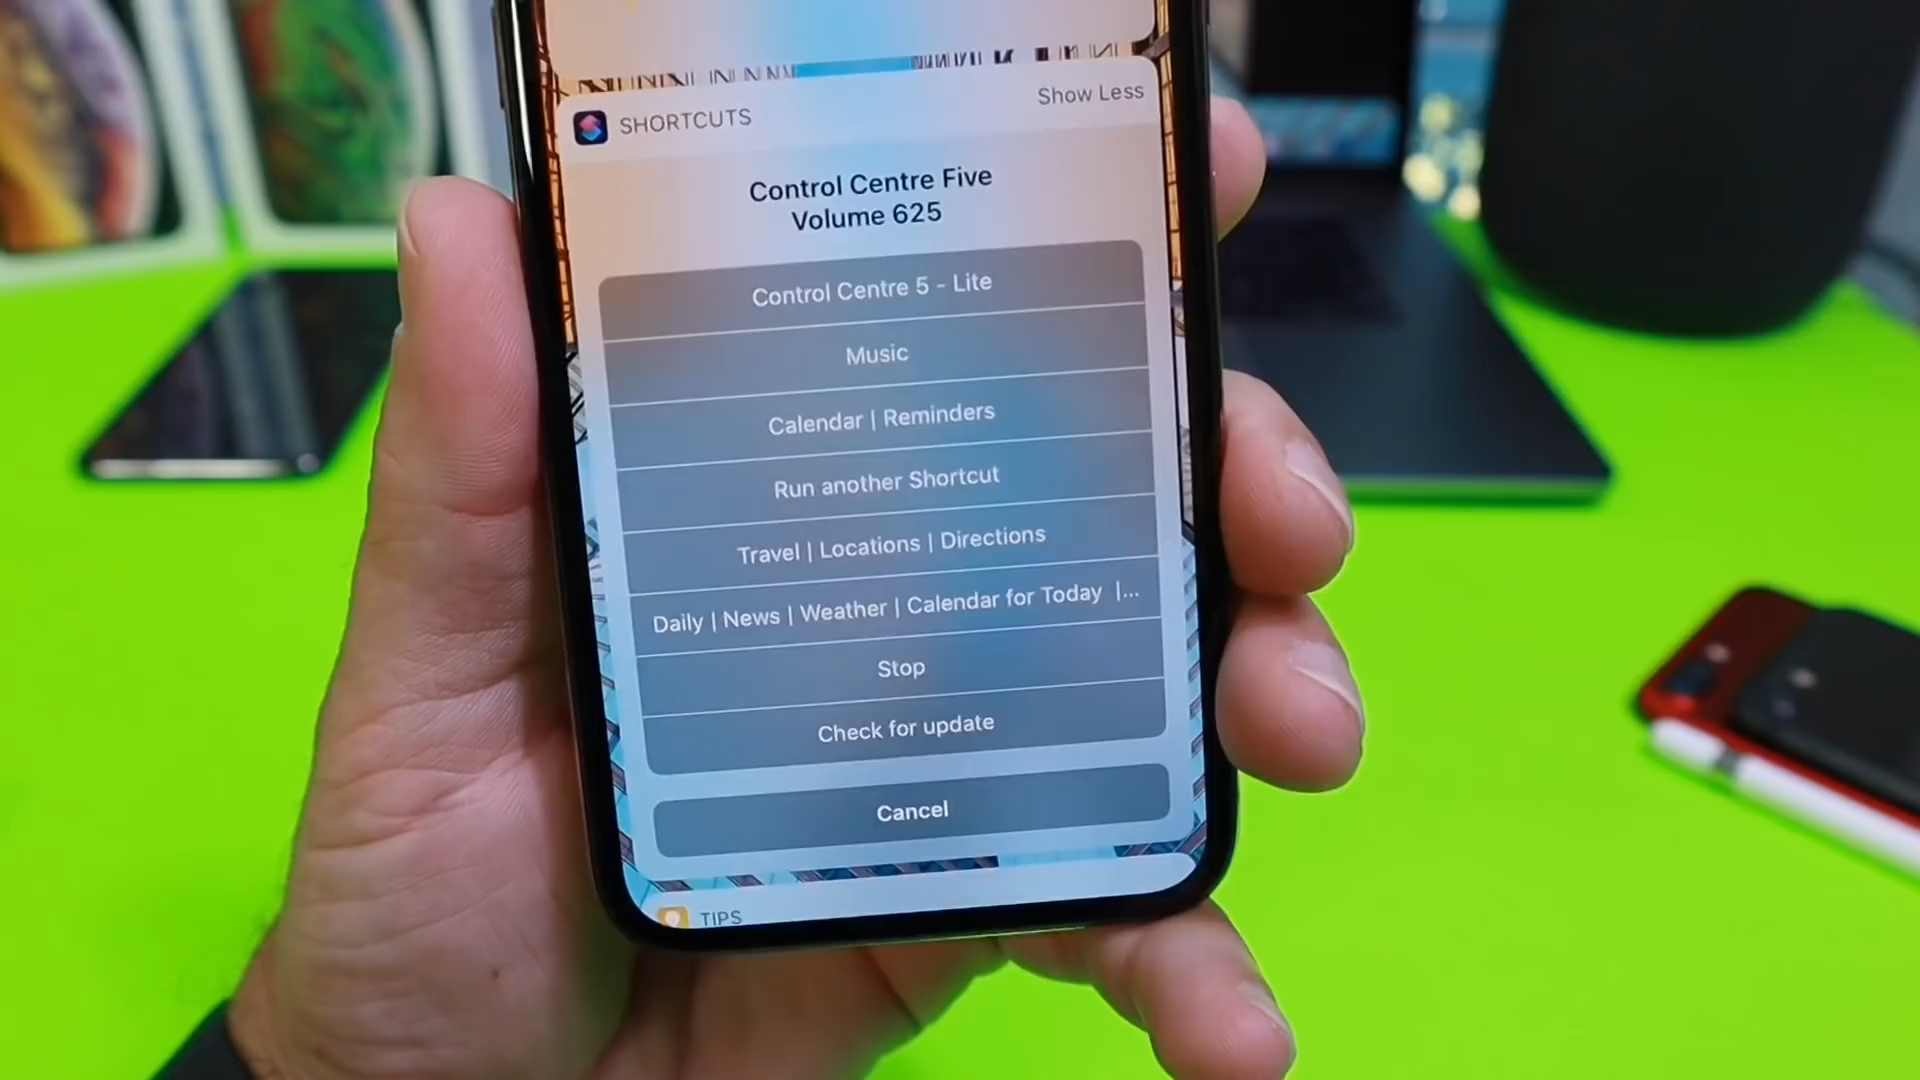 SHORTCUTS
Show Less
Control Centre Five
Volume 625
Control Centre 5 - Lite
Music
Calendar | Reminders
Run another Shortcut
Travel | Locations | Directions
Daily | News | Weather | Calendar for Today |...
Stop
Check for update
Cancel
TIPS